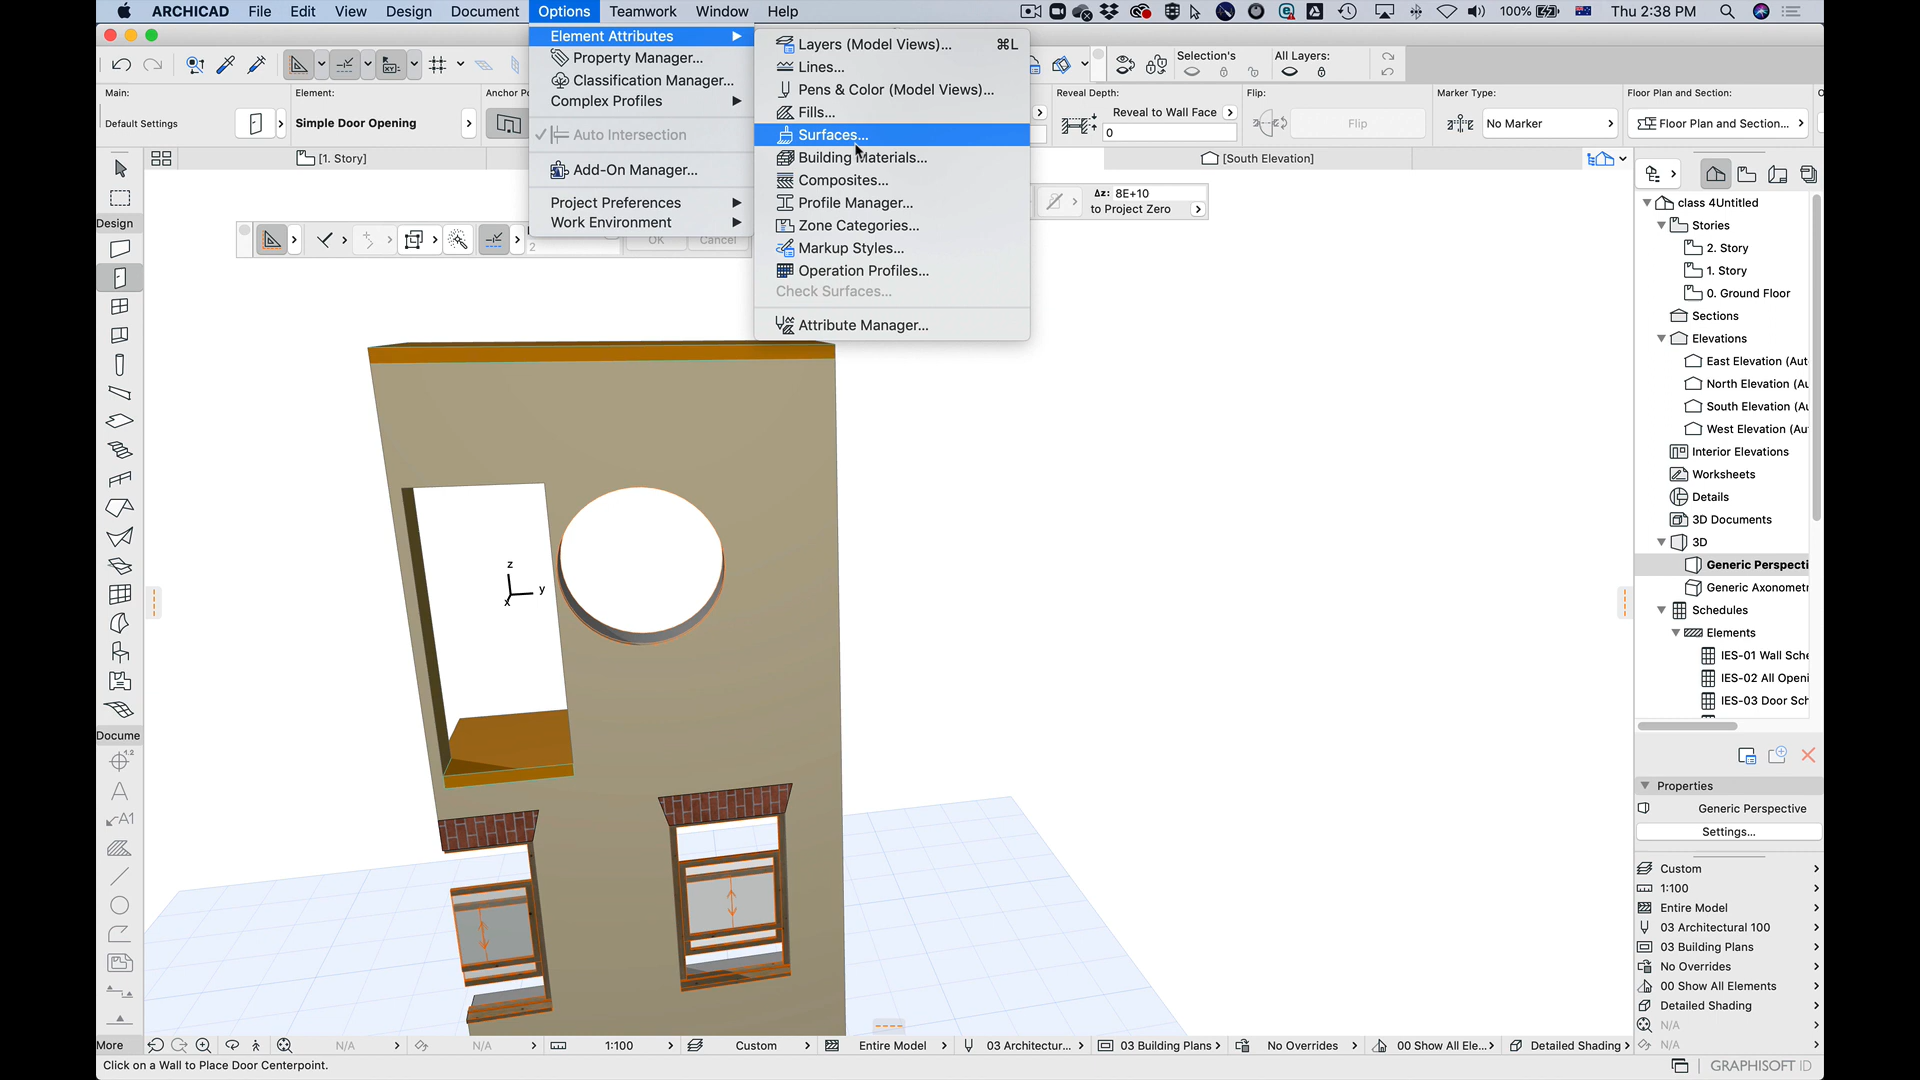 ARCHICAD File Edit View Design Document Options Teamwork Window Help
100% Thu 2:38 PM
Element Attributes
Property Manager...
Classification Manager...
Complex Profiles
Auto Intersection
Add-On Manager...
Project Preferences
Work Environment
Layers (Model Views)... ⌘L
Lines...
Pens & Color (Model Views)...
Fills...
Surfaces...
Building Materials...
Composites...
Profile Manager...
Zone Categories...
Markup Styles...
Operation Profiles...
Check Surfaces...
Attribute Manager...
Selection's
All Layers:
Main:
Default Settings
Element:
Simple Door Opening
Anchor Po
Reveal Depth:
Reveal to Wall Face
0
Flip:
Flip
Marker Type:
No Marker
Floor Plan and Section:
Floor Plan and Section...
[1. Story]
[South Elevation]
Δz: 8E+10
to Project Zero
2
OK
Cancel
Design
Docume
More
z
y
x
1.2
A
A1
class 4Untitled
Stories
2. Story
1. Story
0. Ground Floor
Sections
Elevations
East Elevation (Aut
North Elevation (Au
South Elevation (Au
West Elevation (Au
Interior Elevations
Worksheets
Details
3D Documents
3D
Generic Perspecti
Generic Axonomet
Schedules
Elements
IES-01 Wall Sche
IES-02 All Openi
IES-03 Door Sch
Properties
Generic Perspective
Settings...
Custom
1:100
Entire Model
03 Architectural 100
03 Building Plans
No Overrides
00 Show All Elements
Detailed Shading
N/A
N/A
N/A
N/A
1:100
Custom
Entire Model
03 Architectur...
03 Building Plans
No Overrides
00 Show All Ele...
Detailed Shading
Click on a Wall to Place Door Centerpoint.
GRAPHISOFT ID